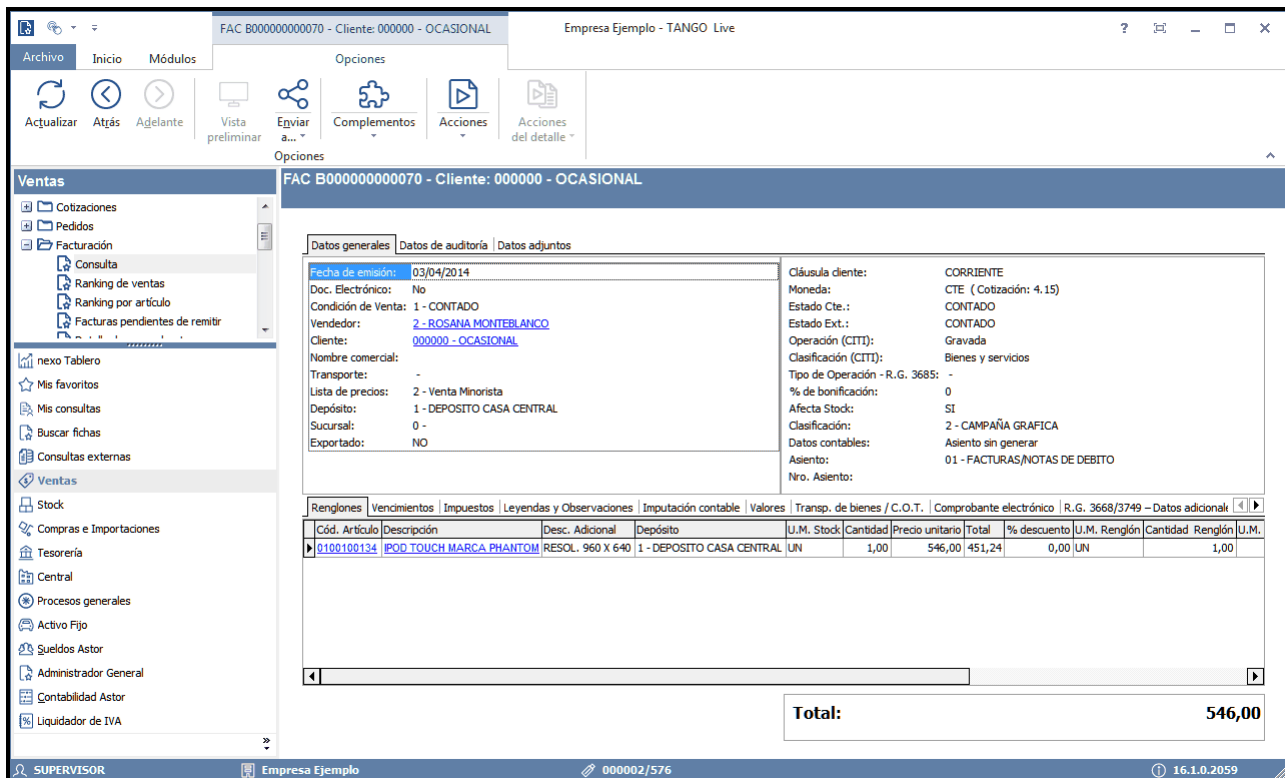 FAC B000000000070 - Cliente: 000000 - OCASIONAL
Empresa Ejemplo - TANGO Live
?
Archivo Inicio Módulos Opciones
Actualizar Atrás Adelante Vista preliminar Enviar a... Complementos Acciones Acciones del detalle
Opciones
Ventas
Cotizaciones
Pedidos
Facturación
Consulta
Ranking de ventas
Ranking por artículo
Facturas pendientes de remitir
nexo Tablero
Mis favoritos
Mis consultas
Buscar fichas
Consultas externas
Ventas
Stock
Compras e Importaciones
Tesorería
Central
Procesos generales
Activo Fijo
Sueldos Astor
Administrador General
Contabilidad Astor
Liquidador de IVA
FAC B000000000070 - Cliente: 000000 - OCASIONAL
Datos generales Datos de auditoría Datos adjuntos
Fecha de emisión: 03/04/2014
Doc. Electrónico: No
Condición de Venta: 1 - CONTADO
Vendedor: 2 - ROSANA MONTEBLANCO
Cliente: 000000 - OCASIONAL
Nombre comercial:
Transporte: -
Lista de precios: 2 - Venta Minorista
Depósito: 1 - DEPOSITO CASA CENTRAL
Sucursal: 0 -
Exportado: NO
Cláusula cliente: CORRIENTE
Moneda: CTE ( Cotización: 4.15)
Estado Cte.: CONTADO
Estado Ext.: CONTADO
Operación (CITI): Gravada
Clasificación (CITI): Bienes y servicios
Tipo de Operación - R.G. 3685: -
% de bonificación: 0
Afecta Stock: SI
Clasificación: 2 - CAMPAÑA GRAFICA
Datos contables: Asiento sin generar
Asiento: 01 - FACTURAS/NOTAS DE DEBITO
Nro. Asiento:
Renglones Vencimientos Impuestos Leyendas y Observaciones Imputación contable Valores Transp. de bienes / C.O.T. Comprobante electrónico R.G. 3668/3749 – Datos adicionale
Cód. Artículo Descripción Desc. Adicional Depósito U.M. Stock Cantidad Precio unitario Total % descuento U.M. Renglón Cantidad Renglón U.M.
0100100134 IPOD TOUCH MARCA PHANTOM RESOL. 960 X 640 1 - DEPOSITO CASA CENTRAL UN 1,00 546,00 451,24 0,00 UN 1,00
Total: 546,00
SUPERVISOR Empresa Ejemplo 000002/576 16.1.0.2059